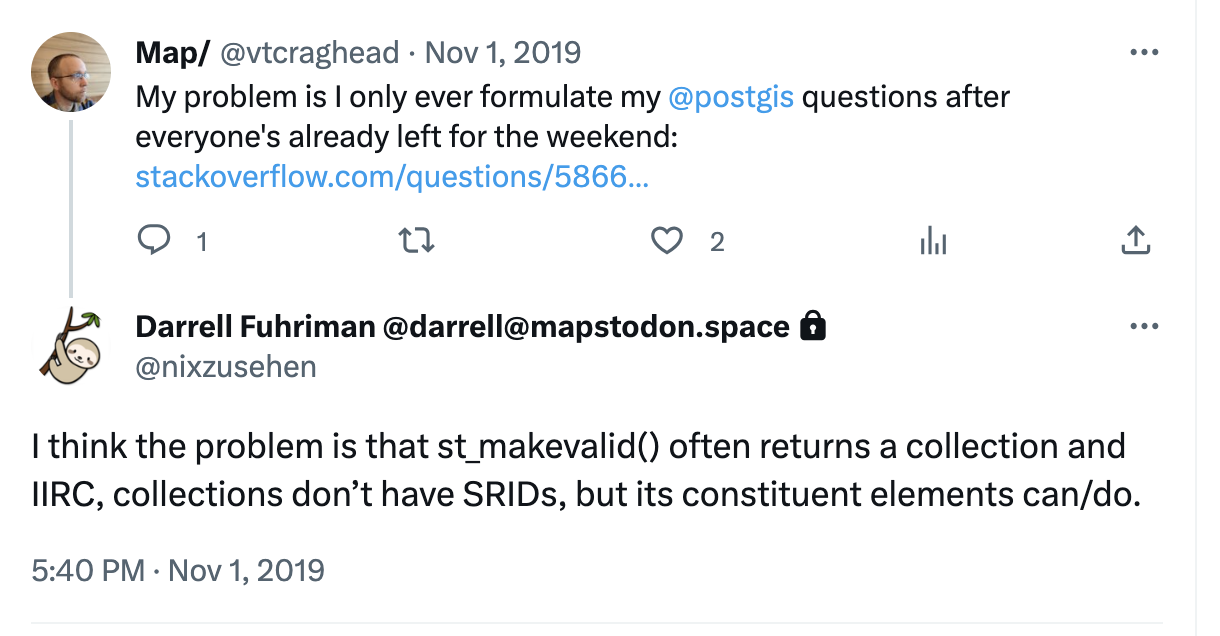 Map/ @vtcraghead · Nov 1, 2019
My problem is I only ever formulate my @postgis questions after
everyone's already left for the weekend:
stackoverflow.com/questions/5866...
1 2
Darrell Fuhriman @darrell@mapstodon.space
@nixzusehen
I think the problem is that st_makevalid() often returns a collection and
IIRC, collections don’t have SRIDs, but its constituent elements can/do.
5:40 PM · Nov 1, 2019